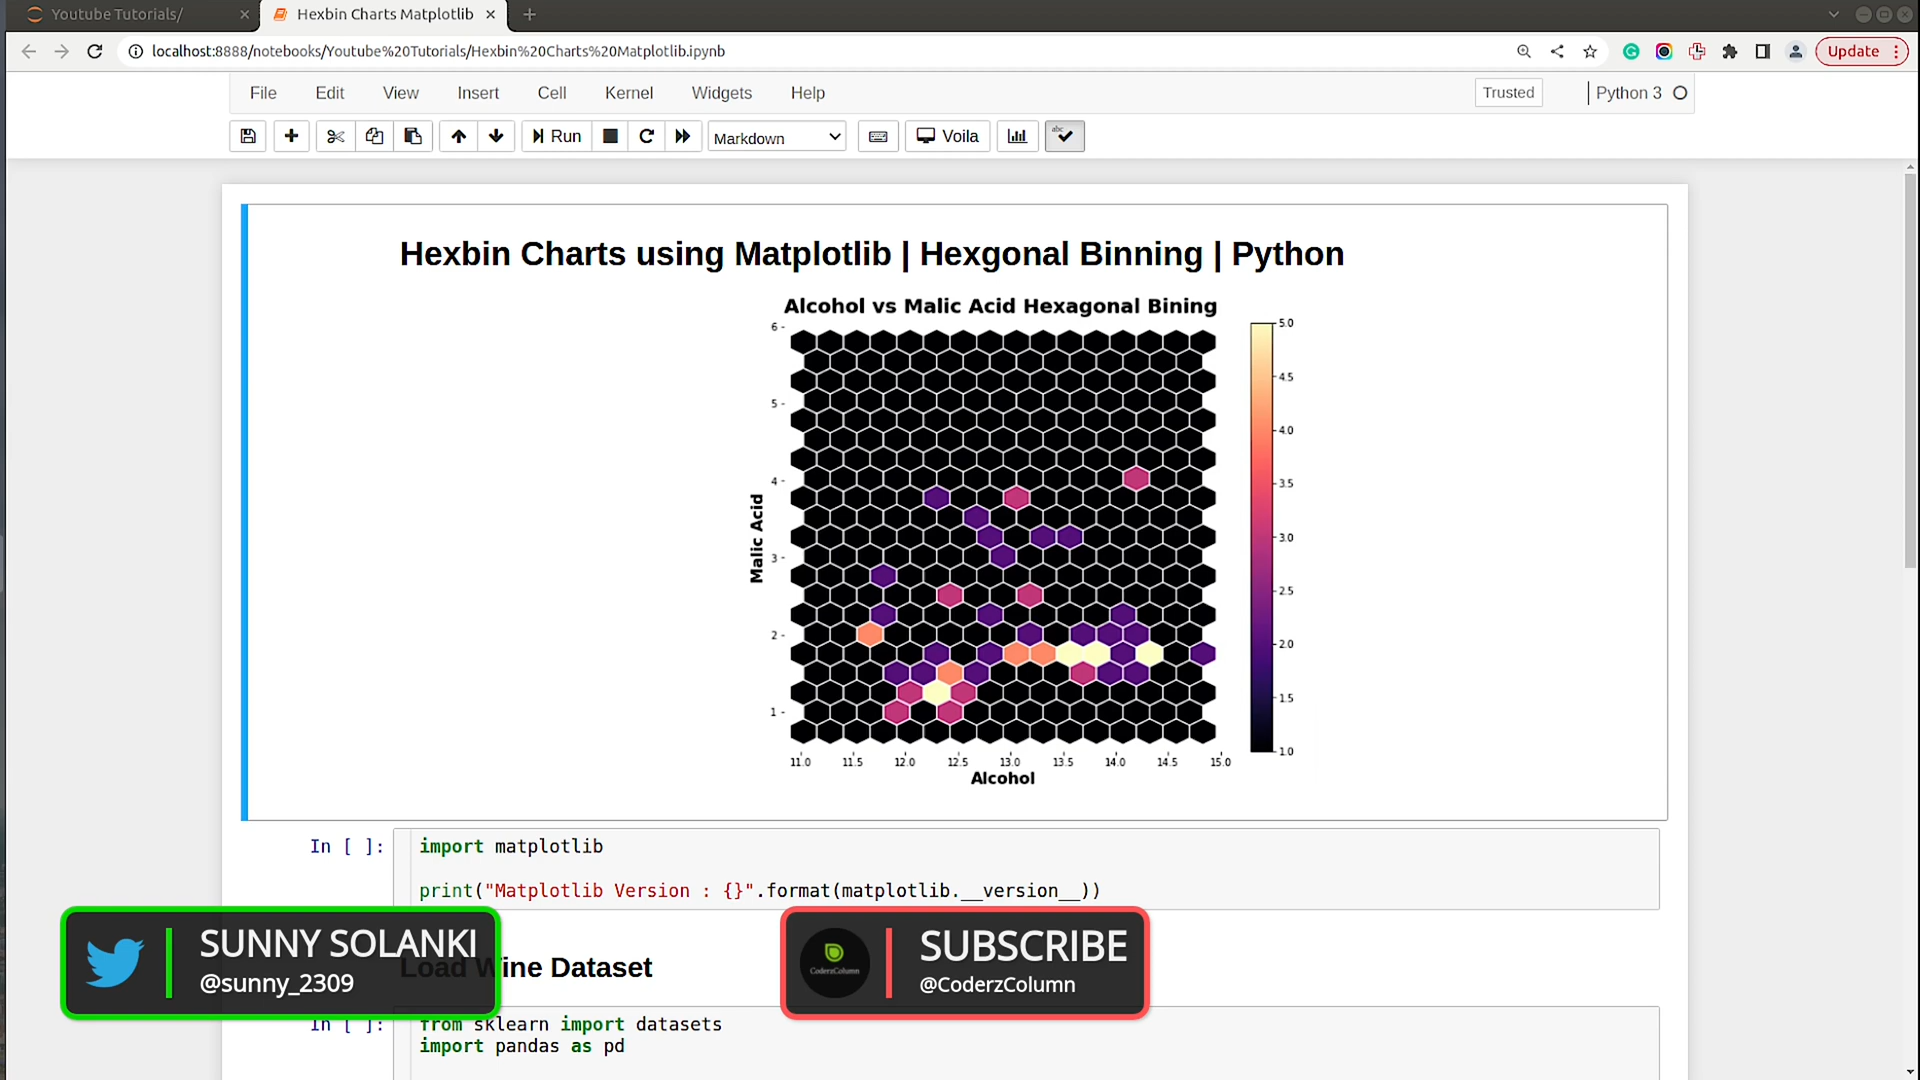 Youtube Tutorials/
Hexbin Charts Matplotlib
localhost:8888/notebooks/Youtube%20Tutorials/Hexbin%20Charts%20Matplotlib.ipynb
Update
File Edit View Insert Cell Kernel Widgets Help
Trusted
Python 3
Run
Markdown
Voila
abc
Hexbin Charts using Matplotlib | Hexgonal Binning | Python
Alcohol vs Malic Acid Hexagonal Bining
6
5
4
3
2
1
Malic Acid
11.0 11.5 12.0 12.5 13.0 13.5 14.0 14.5 15.0
Alcohol
5.0
4.5
4.0
3.5
3.0
2.5
2.0
1.5
1.0
In [ ]:
import matplotlib
print("Matplotlib Version : {}".format(matplotlib.__version__))
Load Wine Dataset
SUNNY SOLANKI
@sunny_2309
CoderzColumn
SUBSCRIBE
@CoderzColumn
In [ ]:
from sklearn import datasets
import pandas as pd